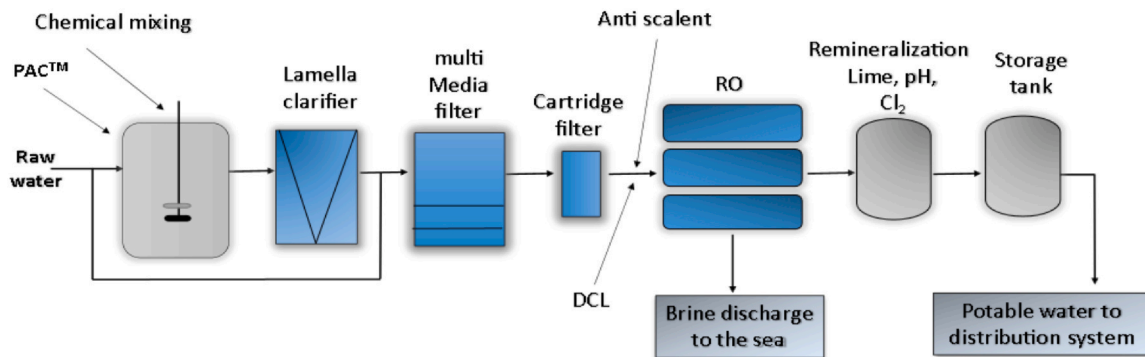 Chemical mixing
PAC™
Raw
water
Lamella
clarifier
multi
Media
filter
Cartridge
filter
Anti scalent
DCL
RO
Brine discharge
to the sea
Remineralization
Lime, pH,
Cl₂
Storage
tank
Potable water to
distribution system